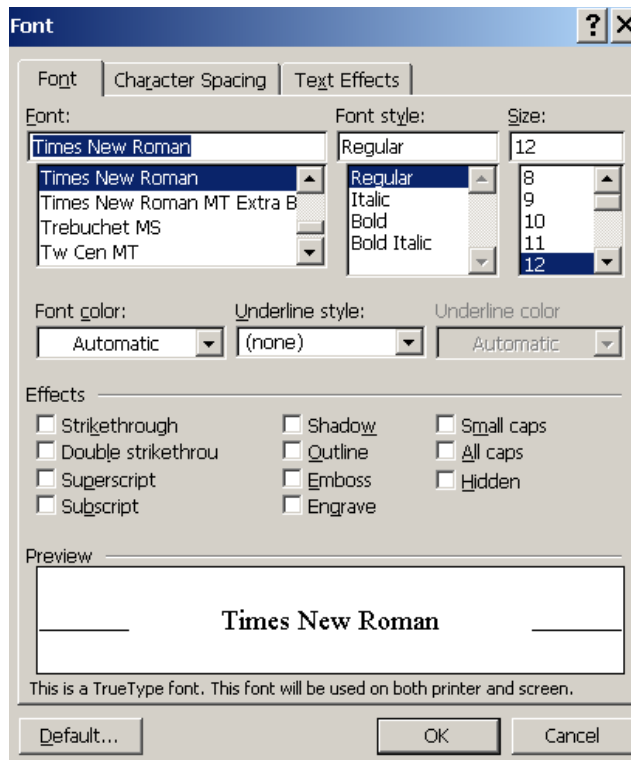 Font
Font Character Spacing Text Effects
Font: Font style: Size:
Times New Roman Regular 12
Times New Roman Regular 8
Times New Roman MT Extra B Italic 9
Trebuchet MS Bold 10
Tw Cen MT Bold Italic 11
12
Font color: Underline style: Underline color
Automatic (none) Automatic
Effects
Strikethrough Shadow Small caps
Double strikethrou Outline All caps
Superscript Emboss Hidden
Subscript Engrave
Preview
Times New Roman
This is a TrueType font. This font will be used on both printer and screen.
Default... OK Cancel